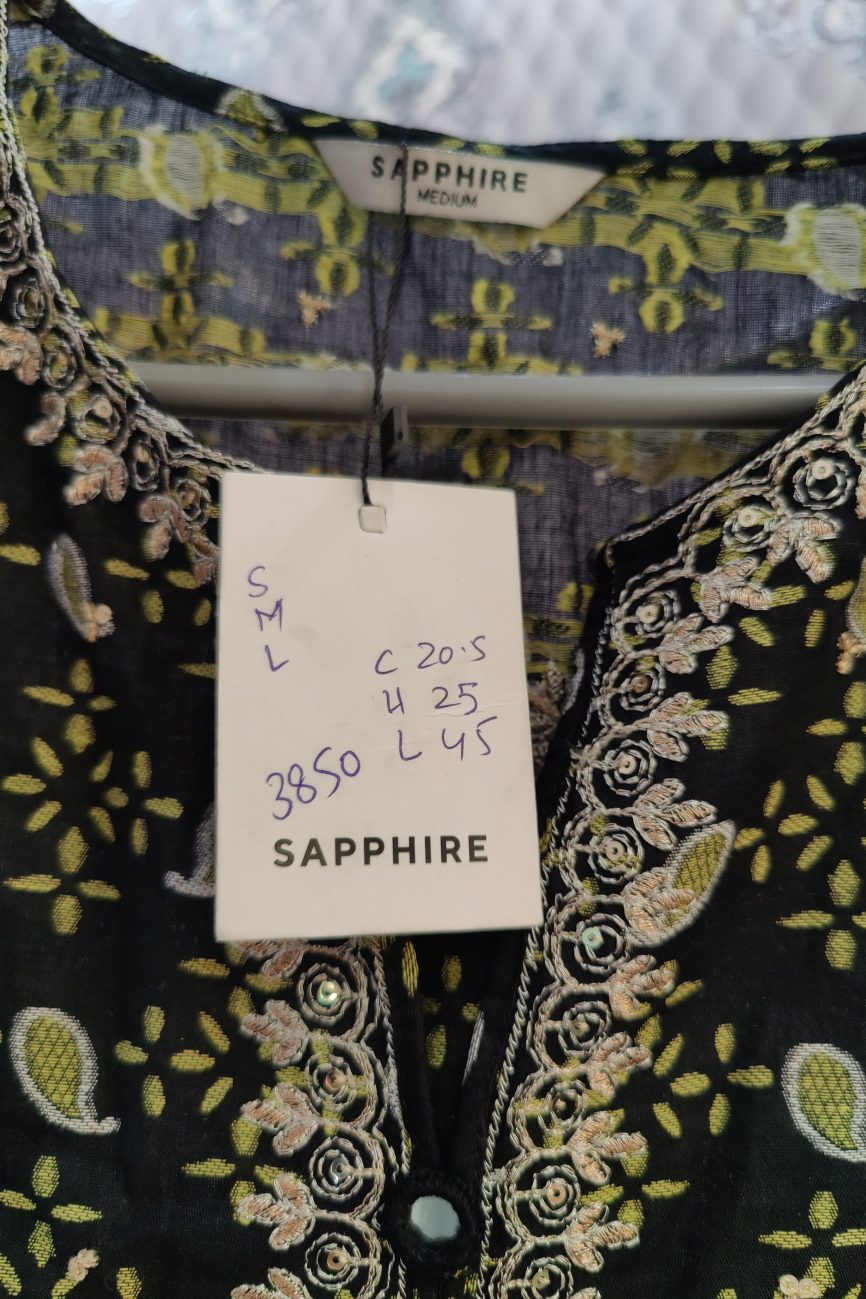 SAPPHIRE
MEDIUM
S
M
L
C 20.5
H 25
L 45
3850
SAPPHIRE